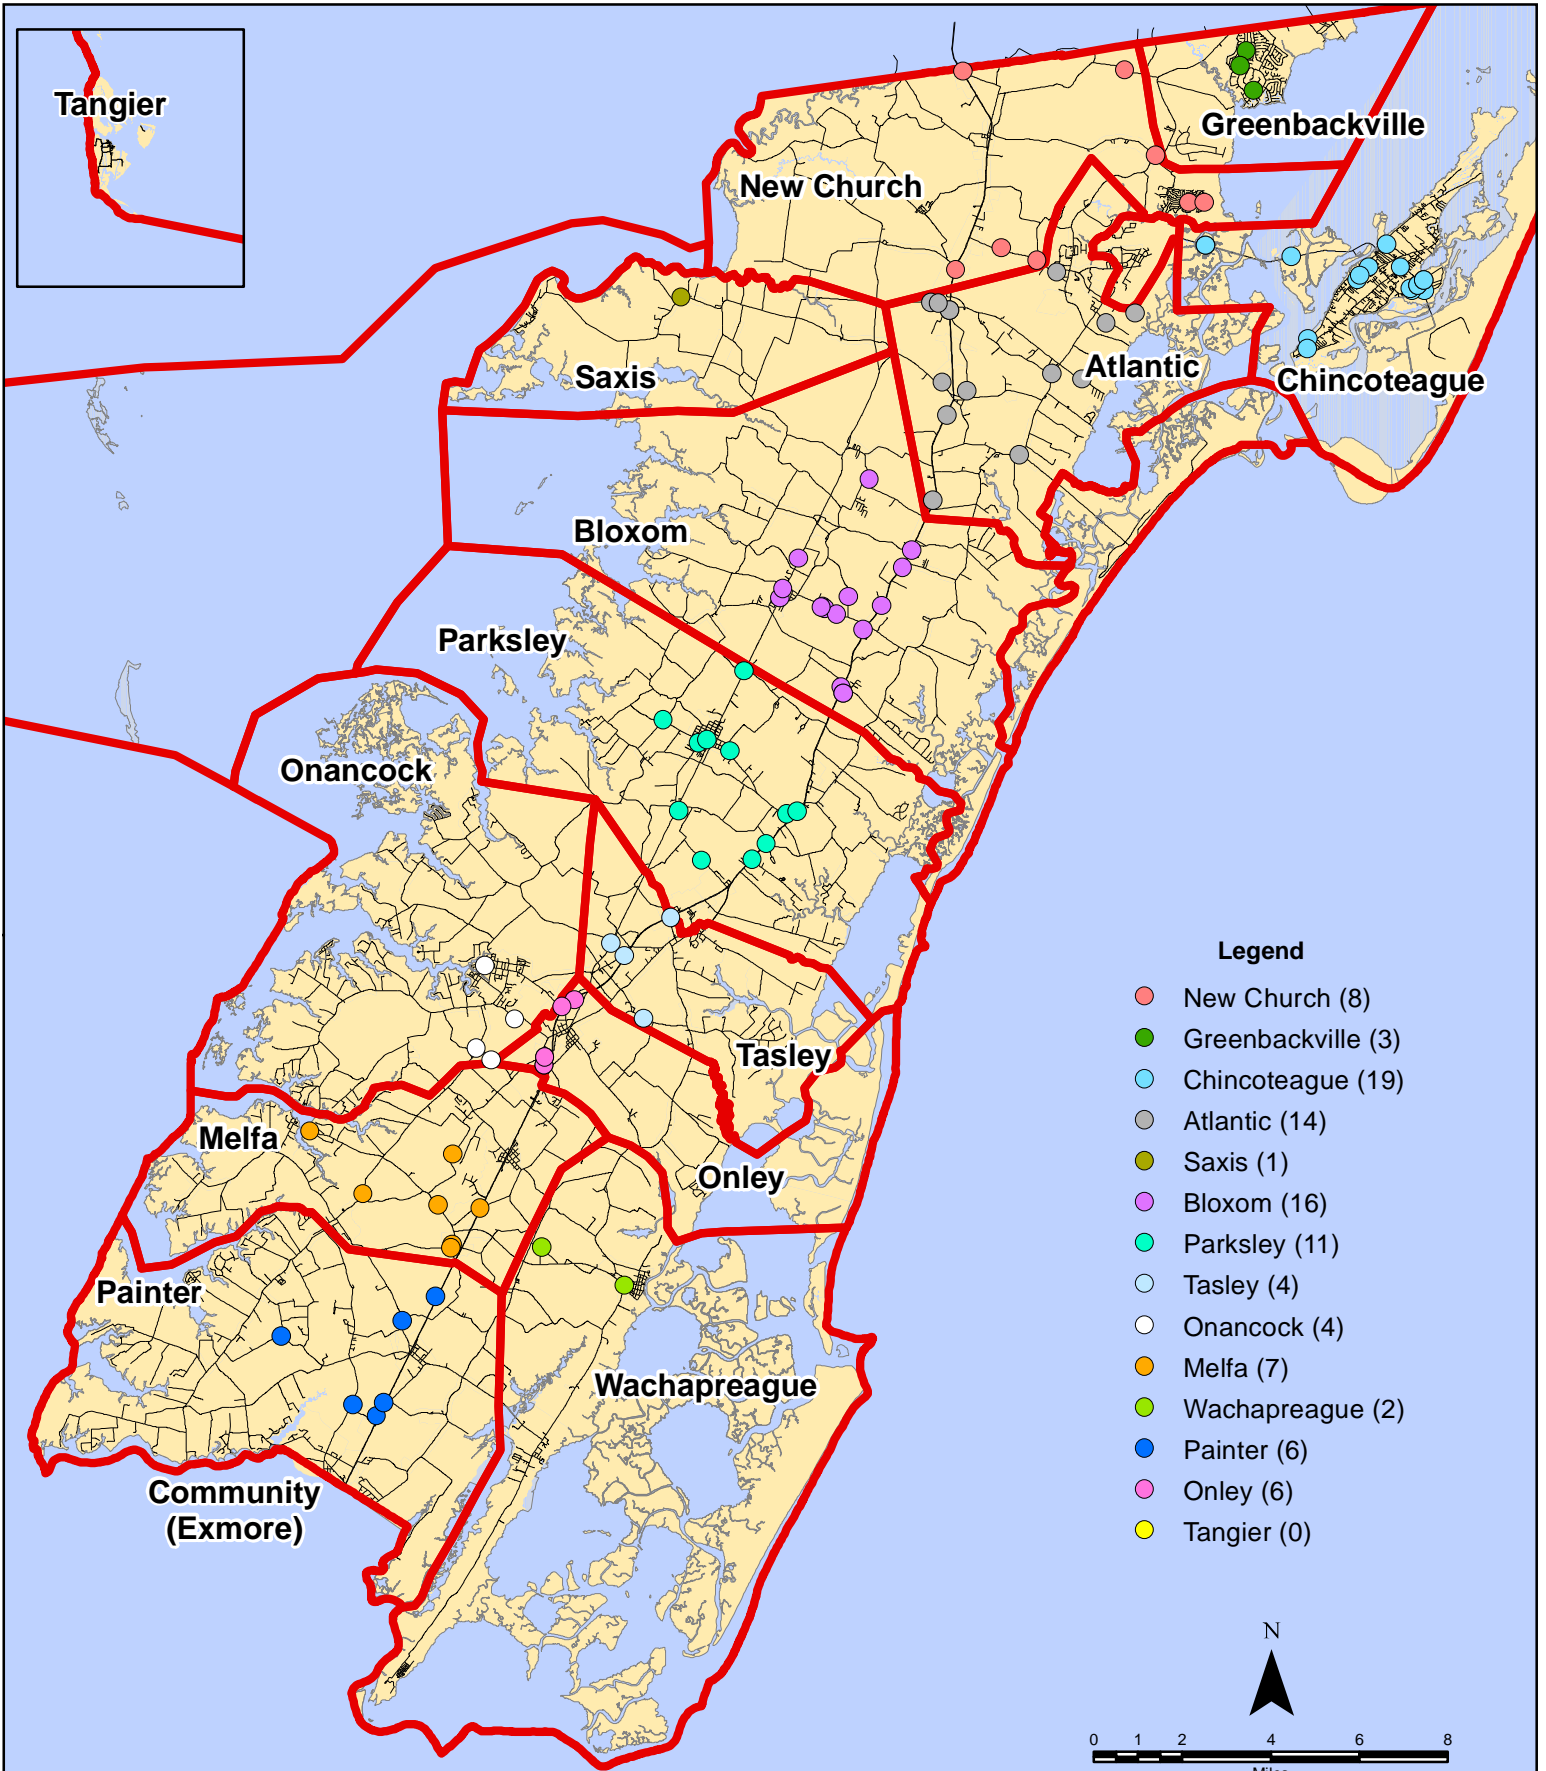 Tangier
Greenbackville
New Church
Saxis
Atlantic
Chincoteague
Bloxom
Parksley
Onancock
Tasley
Melfa
Onley
Painter
Wachapreague
Community
(Exmore)
Legend
New Church (8)
Greenbackville (3)
Chincoteague (19)
Atlantic (14)
Saxis (1)
Bloxom (16)
Parksley (11)
Tasley (4)
Onancock (4)
Melfa (7)
Wachapreague (2)
Painter (6)
Onley (6)
Tangier (0)
N
0 1 2 4 6 8
Miles